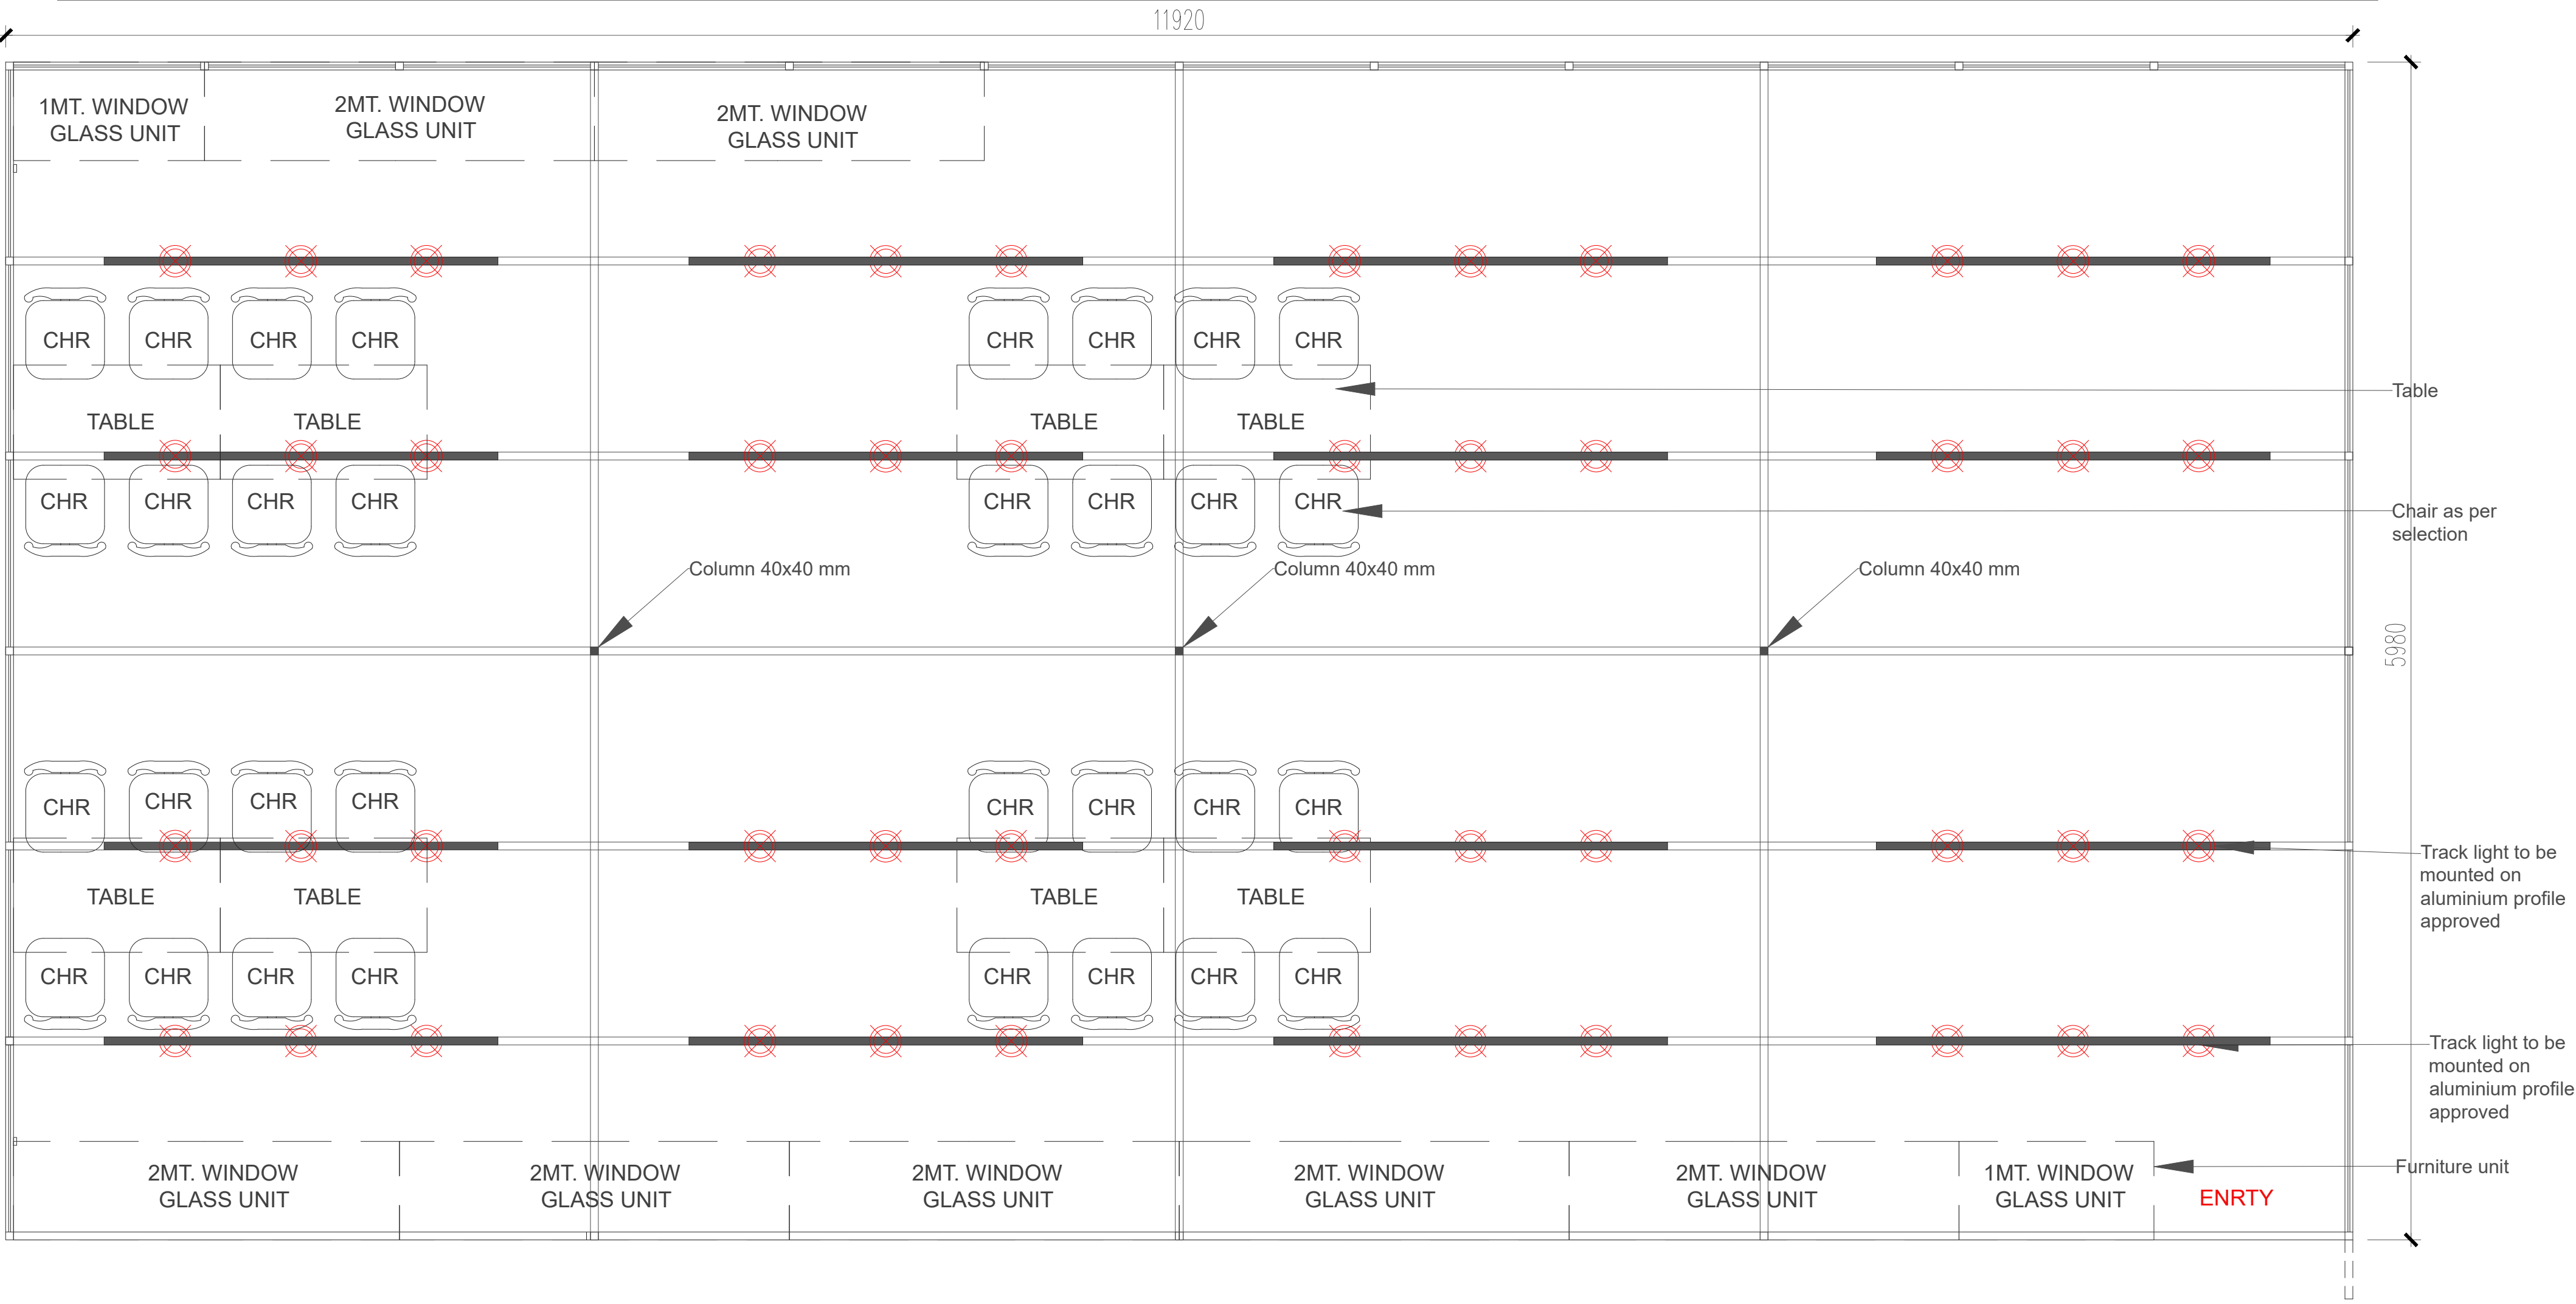 11920
1MT. WINDOW
GLASS UNIT
2MT. WINDOW
GLASS UNIT
2MT. WINDOW
GLASS UNIT
CHR CHR CHR CHR
CHR CHR CHR CHR
TABLE TABLE
TABLE TABLE
Table
CHR CHR CHR CHR
CHR CHR CHR CHR
Chair as per
selection
Column 40x40 mm
Column 40x40 mm
Column 40x40 mm
5980
CHR CHR CHR CHR
CHR CHR CHR CHR
Track light to be
mounted on
aluminium profile
approved
TABLE TABLE
TABLE TABLE
CHR CHR CHR CHR
CHR CHR CHR CHR
Track light to be
mounted on
aluminium profile
approved
2MT. WINDOW
GLASS UNIT
2MT. WINDOW
GLASS UNIT
2MT. WINDOW
GLASS UNIT
2MT. WINDOW
GLASS UNIT
2MT. WINDOW
GLASS UNIT
1MT. WINDOW
GLASS UNIT
ENRTY
Furniture unit